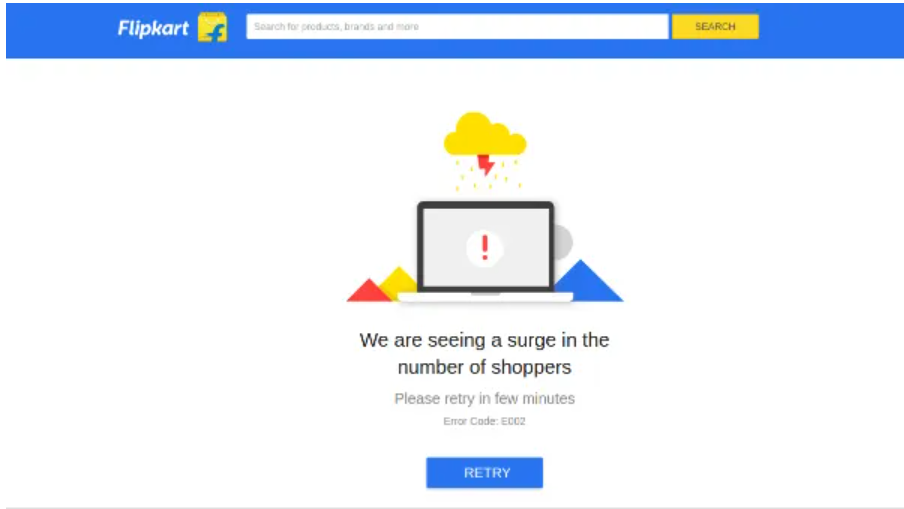 Flipkart
Search for products, brands and more
SEARCH
We are seeing a surge in the
number of shoppers
Please retry in few minutes
Error Code: E002
RETRY